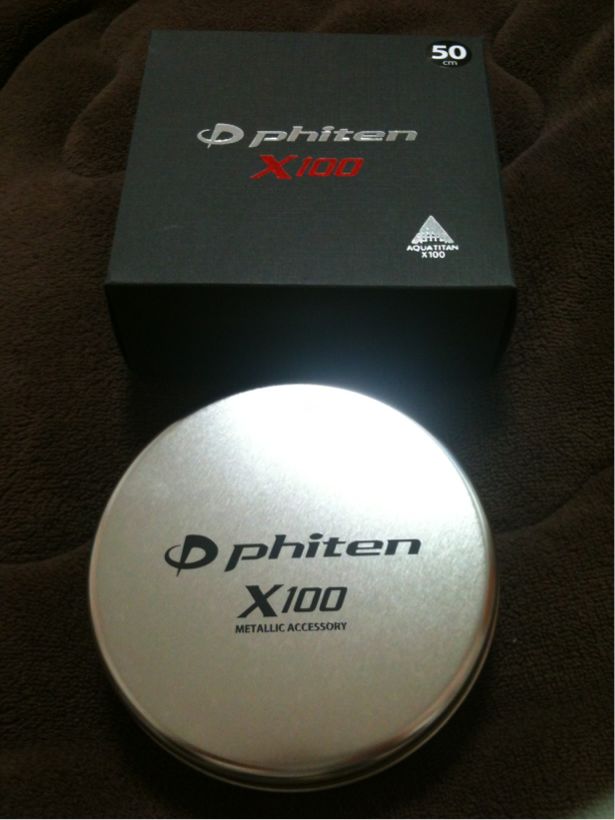 50
cm
phiten
X100
AQUATITAN
X100
phiten
X100
METALLIC ACCESSORY